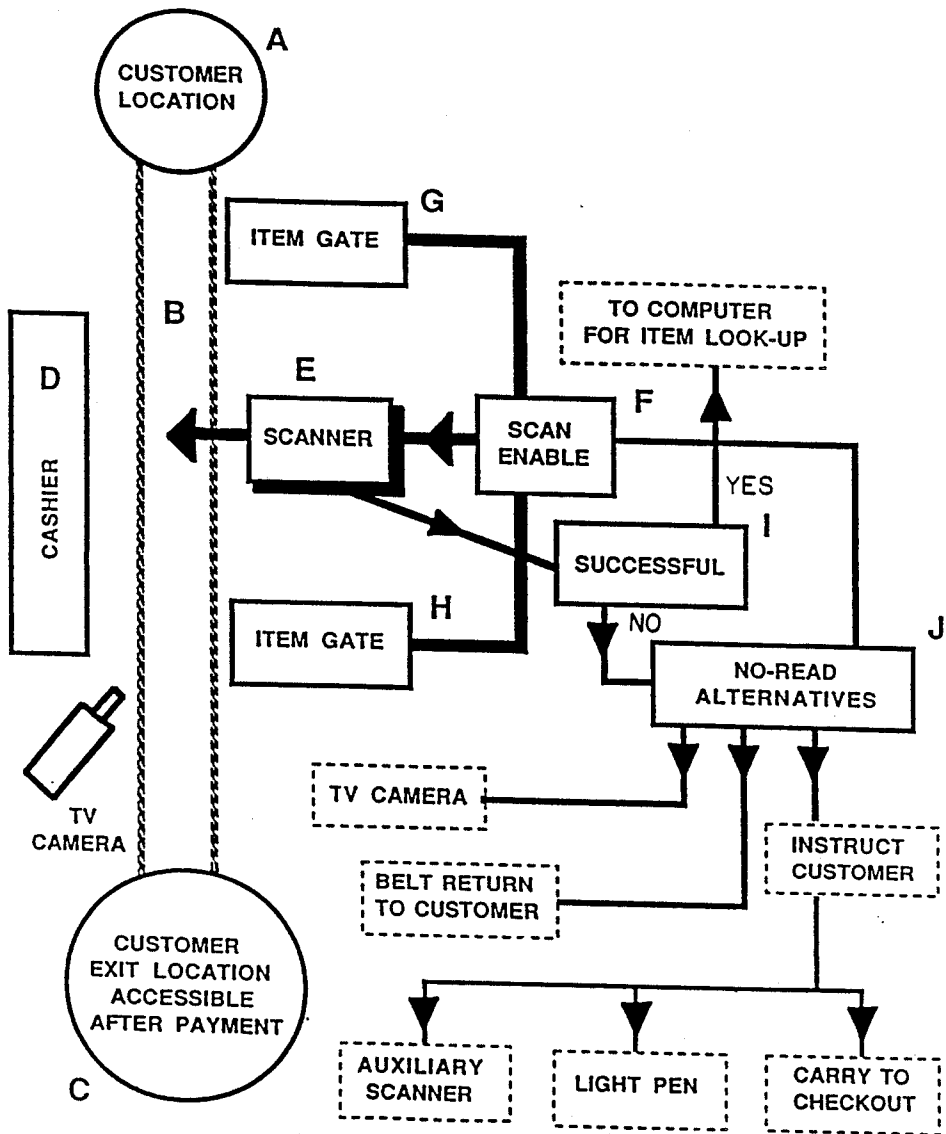 A
CUSTOMER
LOCATION
G
ITEM GATE
B
TO COMPUTER
FOR ITEM LOOK-UP
D
CASHIER
E
SCANNER
F
SCAN
ENABLE
YES
I
SUCCESSFUL
NO
H
ITEM GATE
J
NO-READ
ALTERNATIVES
TV
CAMERA
TV CAMERA
INSTRUCT
CUSTOMER
BELT RETURN
TO CUSTOMER
CUSTOMER
EXIT LOCATION
ACCESSIBLE
AFTER PAYMENT
C
AUXILIARY
SCANNER
LIGHT PEN
CARRY TO
CHECKOUT